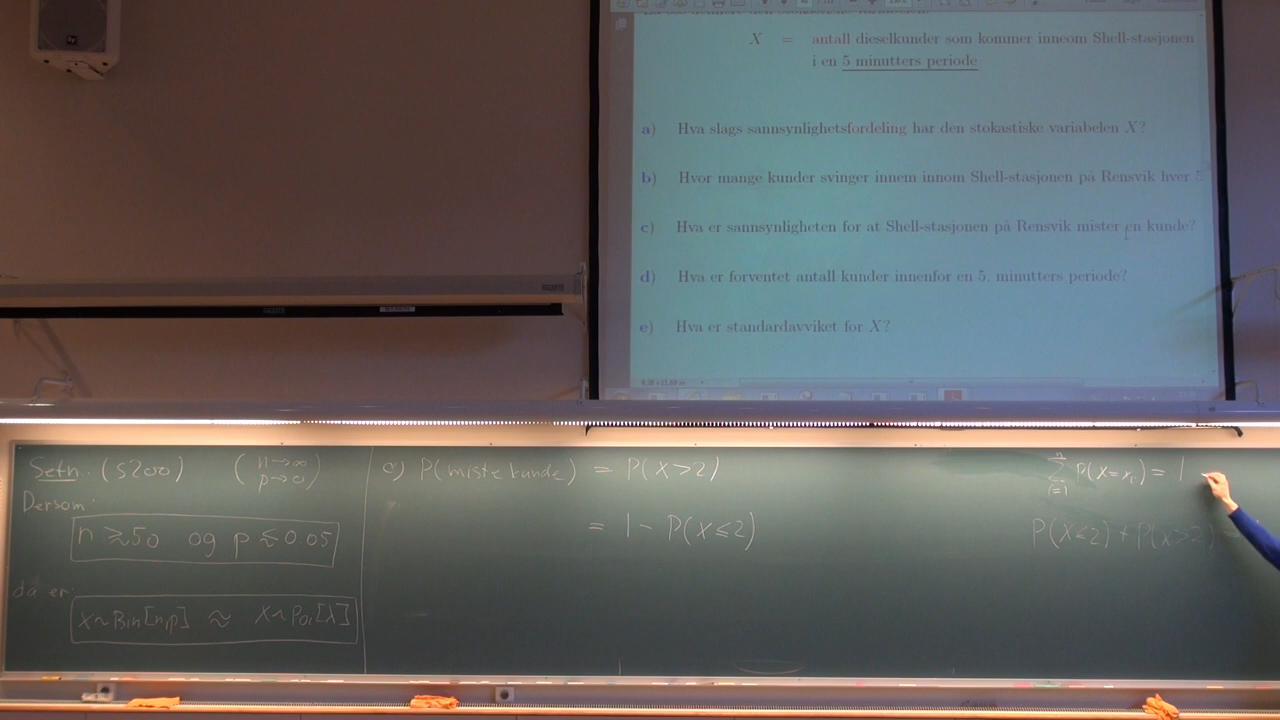 X = antall dieselkunder som kommer inneom Shell-stasjonen
i en 5 minutters periode
a) Hva slags sannsynlighetsfordeling har den stokastiske variabelen X?
b) Hvor mange kunder svinger innem innom Shell-stasjonen på Rensvik hver 5
c) Hva er sannsynligheten for at Shell-stasjonen på Rensvik mister en kunde?
d) Hva er forventet antall kunder innenfor en 5. minutters periode?
e) Hva er standardavviket for X?
Setn. (S200) (n→∞ p→0)
Dersom:
n ≳ 50 og p ≲ 0.05
da er:
X~Bin[n,p] ≈ X~Poi[λ]
c) P(miste kunde) = P(X>2)
= 1 - P(X≤2)
∑ᵢ₌₁ⁿ P(X=xᵢ) = 1
P(X≤2) + P(X>2) =